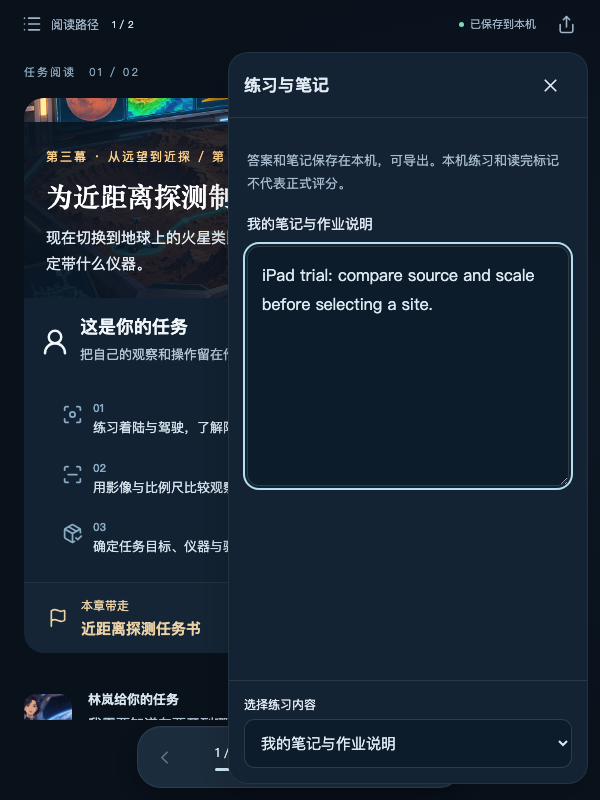 阅读路径 1 / 2
已保存到本机
任务阅读 01 / 02
第三幕 · 从远望到近探 / 第
为近距离探测制
现在切换到地球上的火星类
定带什么仪器。
这是你的任务
把自己的观察和操作留在
01
练习着陆与驾驶，了解
02
用影像与比例尺比较观
03
确定任务目标、仪器与
本章带走
近距离探测任务书
林岚给你的任务
1 /
练习与笔记
答案和笔记保存在本机，可导出。本机练习和读完标记
不代表正式评分。
我的笔记与作业说明
iPad trial: compare source and scale
before selecting a site.
选择练习内容
我的笔记与作业说明